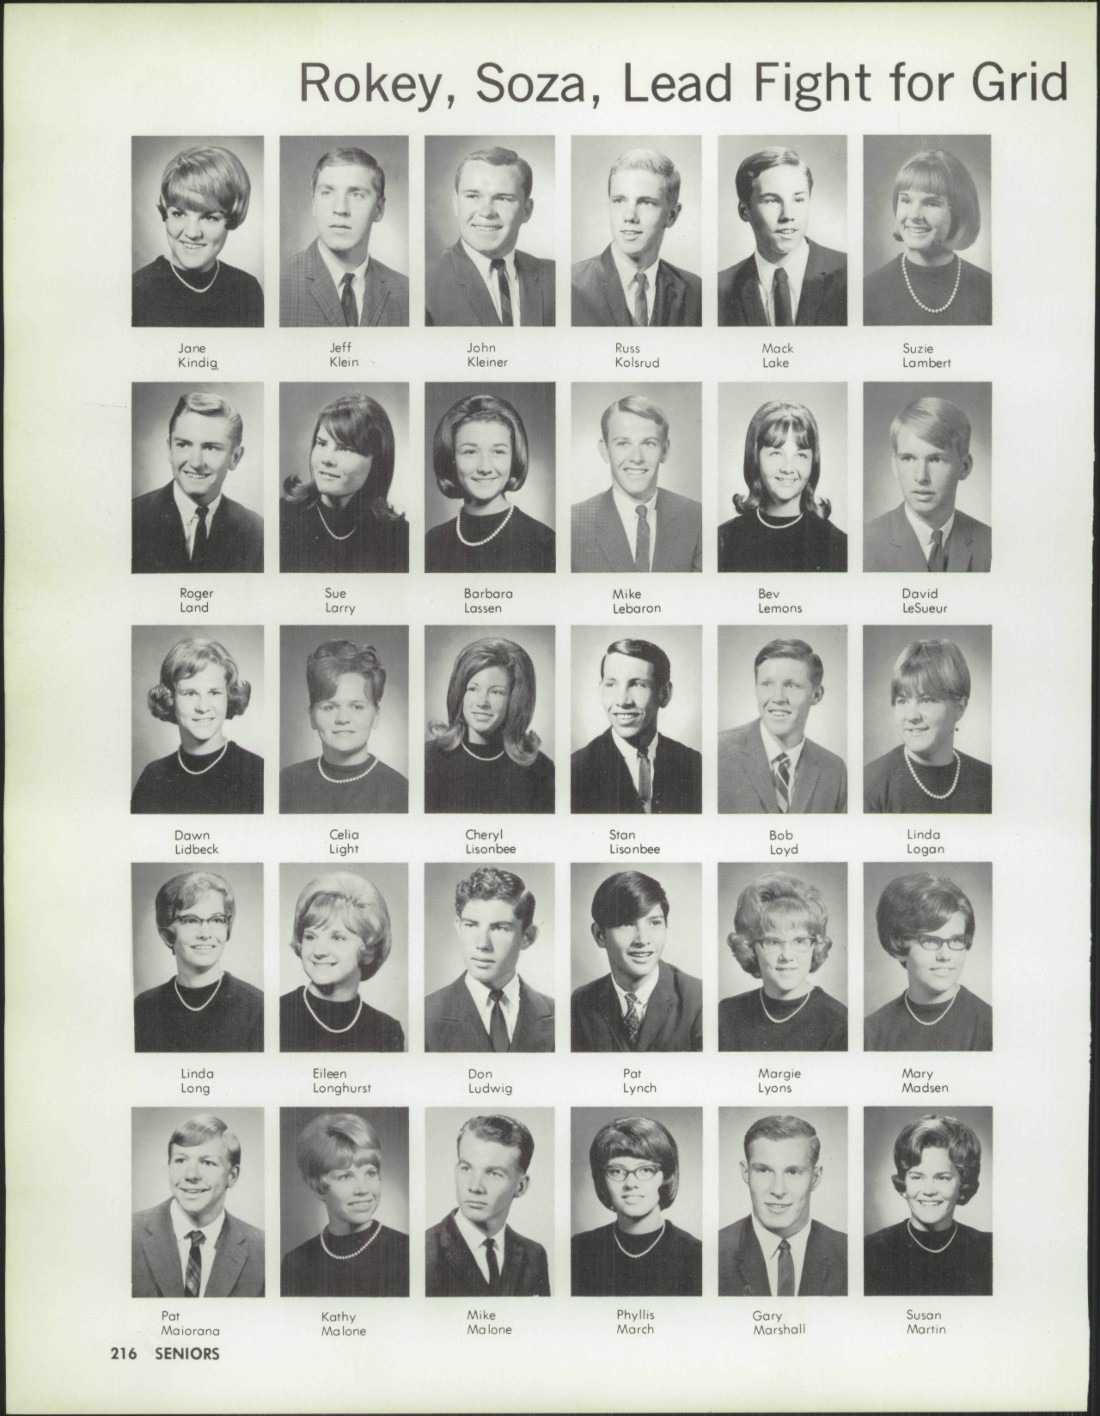 Rokey, Soza, Lead Fight for Grid
Jane
Kindig
Jeff
Klein
John
Kleiner
Russ
Kolsrud
Mack
Lake
Suzie
Lambert
Roger
Land
Sue
Larry
Barbara
Lassen
Mike
Lebaron
Bev
Lemons
David
LeSueur
Dawn
Lidbeck
Celia
Light
Cheryl
Lisonbee
Stan
Lisonbee
Bob
Loyd
Linda
Logan
Linda
Long
Eileen
Longhurst
Don
Ludwig
Pat
Lynch
Margie
Lyons
Mary
Madsen
Pat
Maiorana
Kathy
Malone
Mike
Malone
Phyllis
March
Gary
Marshall
Susan
Martin
216 SENIORS